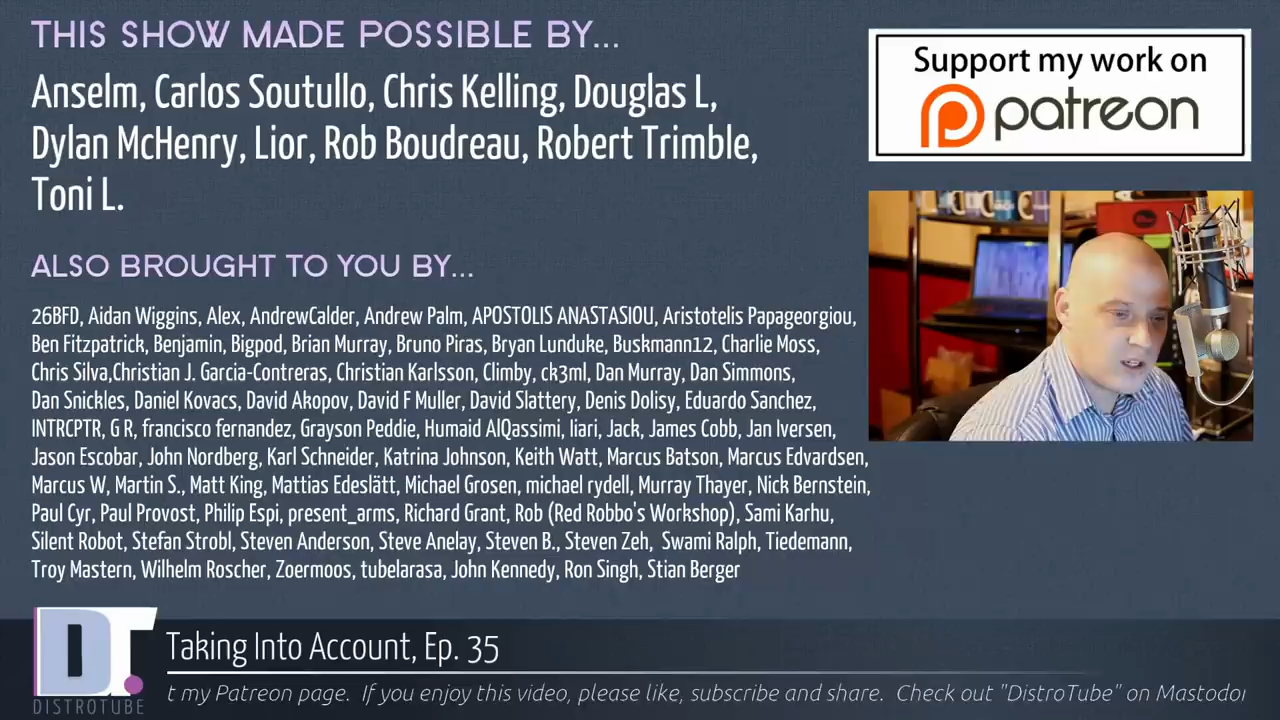 THIS SHOW MADE POSSIBLE BY...
Anselm, Carlos Soutullo, Chris Kelling, Douglas L,
Dylan McHenry, Lior, Rob Boudreau, Robert Trimble,
Toni L.
Support my work on
patreon
ALSO BROUGHT TO YOU BY...
26BFD, Aidan Wiggins, Alex, AndrewCalder, Andrew Palm, APOSTOLIS ANASTASIOU, Aristotelis Papageorgiou,
Ben Fitzpatrick, Benjamin, Bigpod, Brian Murray, Bruno Piras, Bryan Lunduke, Buskmann12, Charlie Moss,
Chris Silva,Christian J. Garcia-Contreras, Christian Karlsson, Climby, ck3ml, Dan Murray, Dan Simmons,
Dan Snickles, Daniel Kovacs, David Akopov, David F Muller, David Slattery, Denis Dolisy, Eduardo Sanchez,
INTRCPTR, G R, francisco fernandez, Grayson Peddie, Humaid AlQassimi, Iiari, Jack, James Cobb, Jan Iversen,
Jason Escobar, John Nordberg, Karl Schneider, Katrina Johnson, Keith Watt, Marcus Batson, Marcus Edvardsen,
Marcus W, Martin S., Matt King, Mattias Edeslätt, Michael Grosen, michael rydell, Murray Thayer, Nick Bernstein,
Paul Cyr, Paul Provost, Philip Espi, present_arms, Richard Grant, Rob (Red Robbo's Workshop), Sami Karhu,
Silent Robot, Stefan Strobl, Steven Anderson, Steve Anelay, Steven B., Steven Zeh, Swami Ralph, Tiedemann,
Troy Mastern, Wilhelm Roscher, Zoermoos, tubelarasa, John Kennedy, Ron Singh, Stian Berger
DT.
DISTROTUBE
Taking Into Account, Ep. 35
t my Patreon page. If you enjoy this video, please like, subscribe and share. Check out "DistroTube" on Mastodon